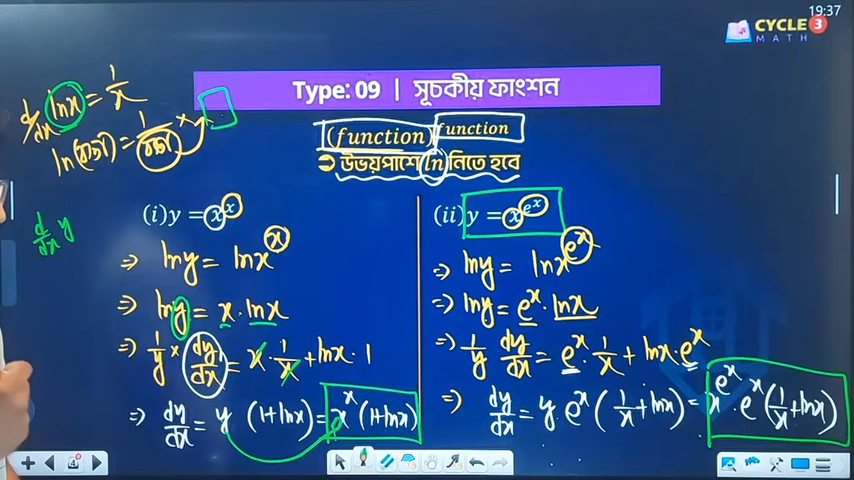 19:37
CYCLE 3
MATH
Type: 09 | সূচকীয় ফাংশন
d/dx lnx = 1/x
ln(বাবা) = 1/বাবা ×
(function)^function
⊃ উভয়পাশে ln নিতে হবে
d/dx y
(i) y = x^x
⇒ lny = lnx^x
⇒ lny = x · lnx
⇒ 1/y × dy/dx = x · 1/x + lnx · 1
⇒ dy/dx = y (1+lnx) = x^x (1+lnx)
(ii) y = x^e^x
⇒ lny = lnx^e^x
⇒ lny = e^x · lnx
⇒ 1/y dy/dx = e^x · 1/x + lnx · e^x
⇒ dy/dx = y e^x (1/x + lnx) = x^e^x · e^x (1/x + lnx)
4